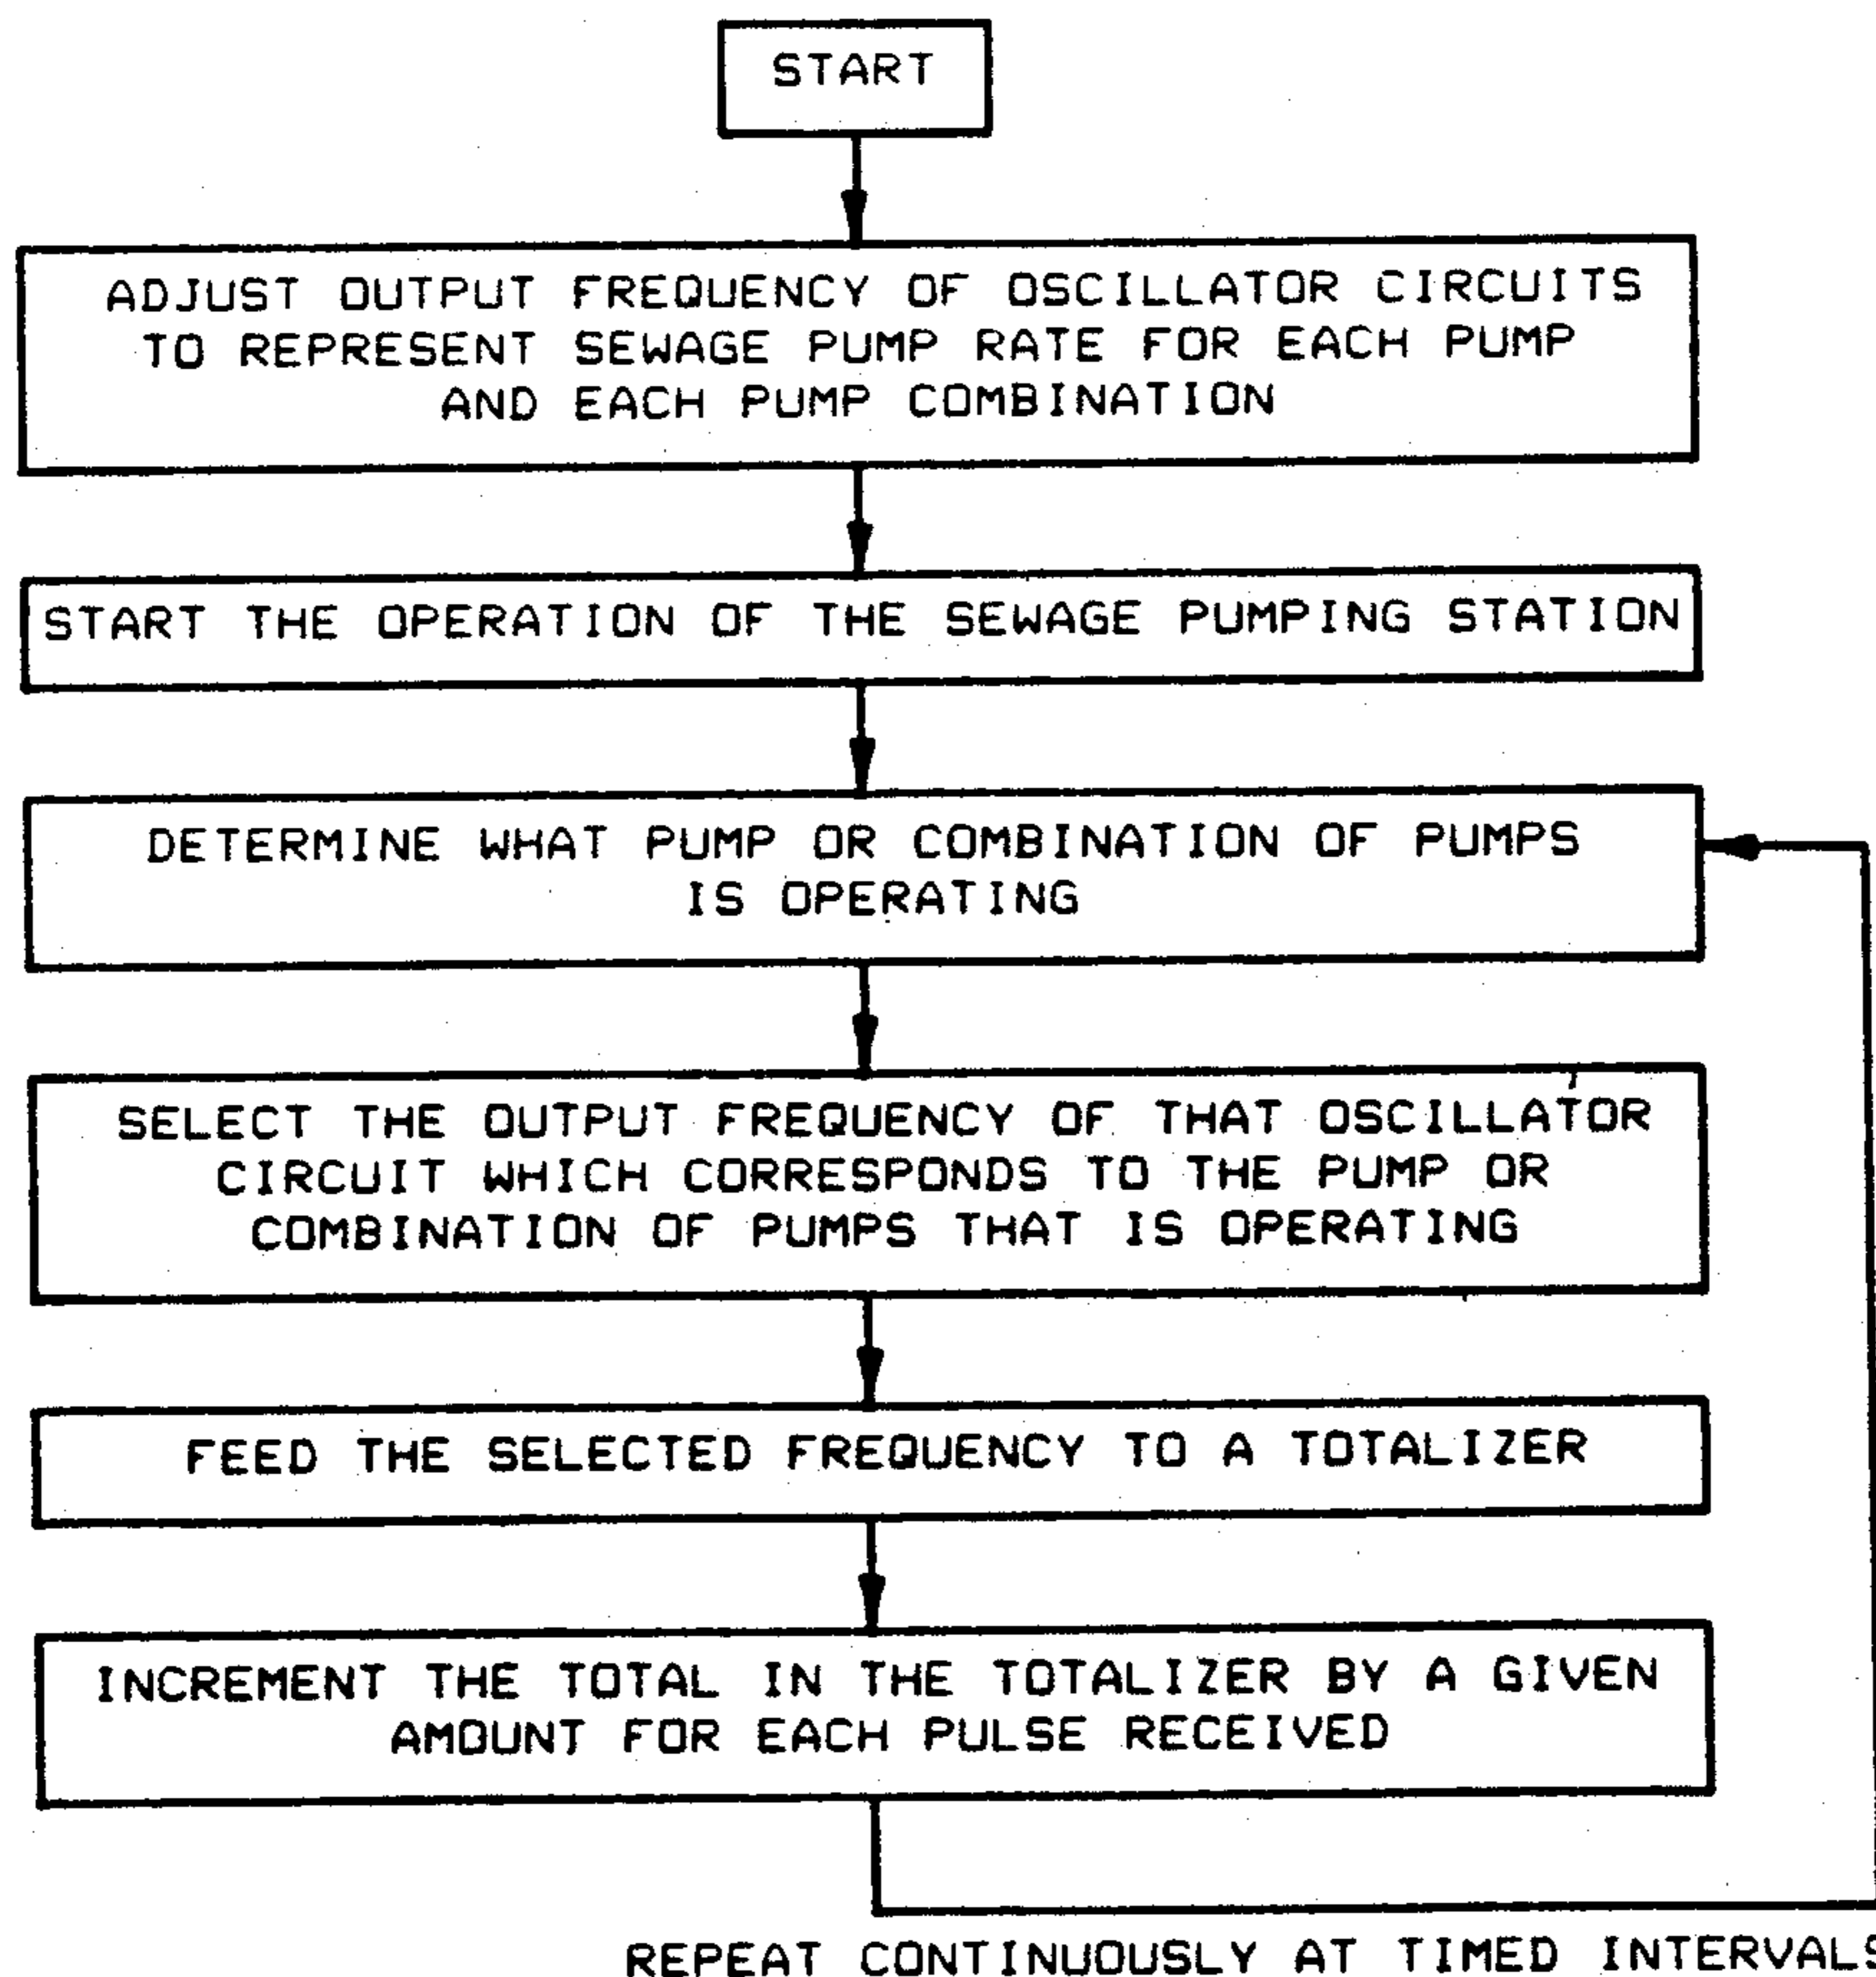 START
ADJUST OUTPUT FREQUENCY OF OSCILLATOR CIRCUITS
TO REPRESENT SEWAGE PUMP RATE FOR EACH PUMP
AND EACH PUMP COMBINATION
START THE OPERATION OF THE SEWAGE PUMPING STATION
DETERMINE WHAT PUMP OR COMBINATION OF PUMPS
IS OPERATING
SELECT THE OUTPUT FREQUENCY OF THAT OSCILLATOR
CIRCUIT WHICH CORRESPONDS TO THE PUMP OR
COMBINATION OF PUMPS THAT IS OPERATING
FEED THE SELECTED FREQUENCY TO A TOTALIZER
INCREMENT THE TOTAL IN THE TOTALIZER BY A GIVEN
AMOUNT FOR EACH PULSE RECEIVED
REPEAT CONTINUOUSLY AT TIMED INTERVALS